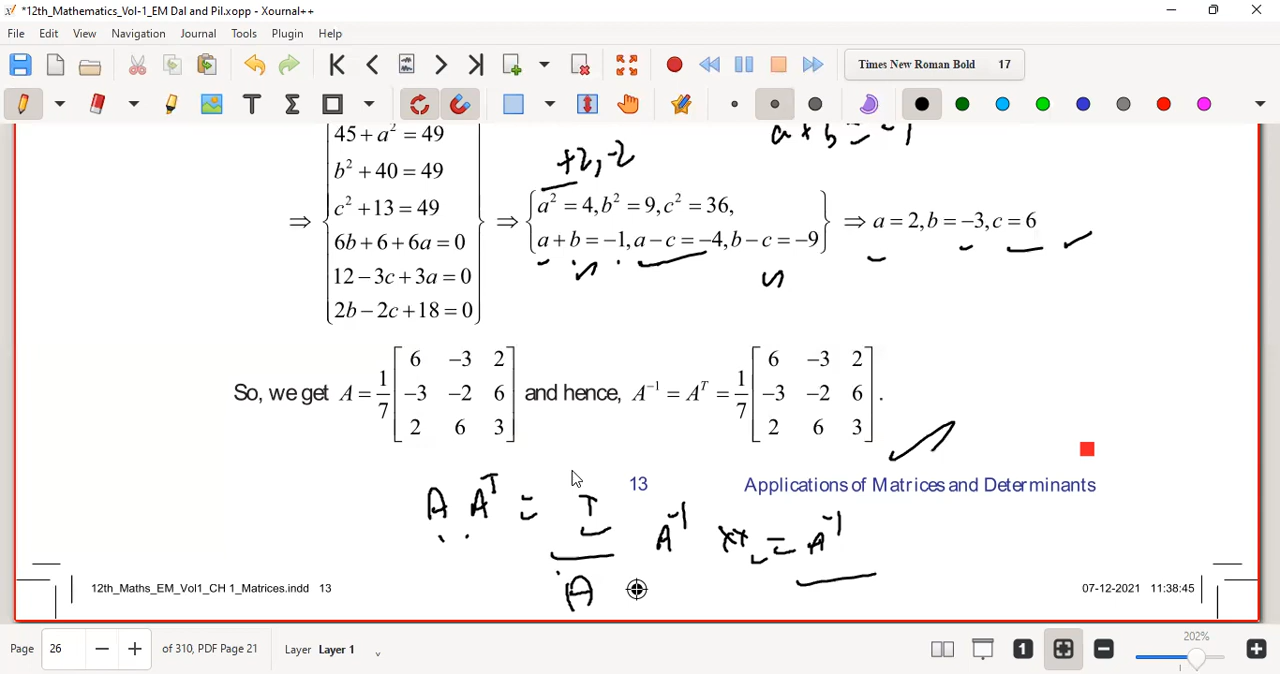 *12th_Mathematics_Vol-1_EM Dal and Pil.xopp - Xournal++
File Edit View Navigation Journal Tools Plugin Help
Times New Roman Bold 17
a + b = -1
45 + a² = 49
+2, -2
b² + 40 = 49
c² + 13 = 49
6b + 6 + 6a = 0
12 − 3c + 3a = 0
2b − 2c + 18 = 0
⇒ ⇒ a² = 4, b² = 9, c² = 36,
a + b = −1, a − c = −4, b − c = −9
⇒ a = 2, b = −3, c = 6
So, we get A = 1/7 [6 −3 2; −3 −2 6; 2 6 3] and hence, A⁻¹ = Aᵀ = 1/7 [6 −3 2; −3 −2 6; 2 6 3].
13 Applications of Matrices and Determinants
A Aᵀ = I
A
A⁻¹ = A⁻¹
12th_Maths_EM_Vol1_CH 1_Matrices.indd 13 07-12-2021 11:38:45
Page 26 of 310, PDF Page 21 Layer Layer 1 1 202%